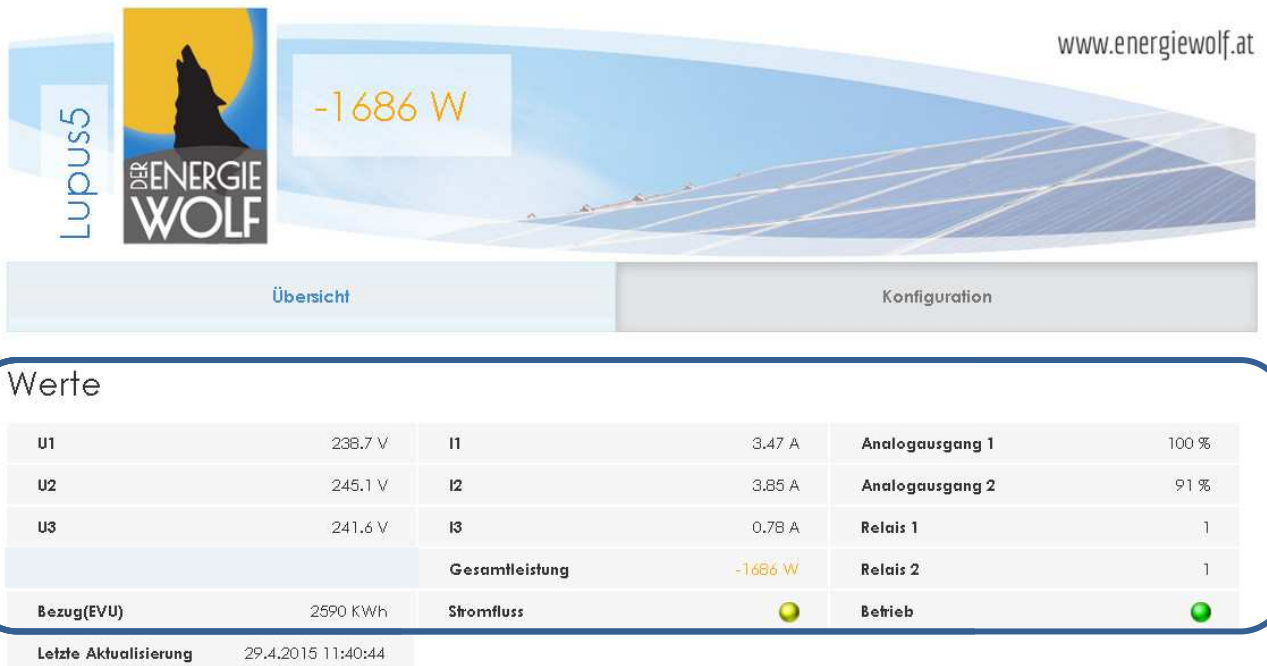 www.energiewolf.at
Lupus5
DER ENERGIE
WOLF
-1686 W
Übersicht Konfiguration
Werte
U1 238.7 V I1 3.47 A Analogausgang 1 100 %
U2 245.1 V I2 3.85 A Analogausgang 2 91 %
U3 241.6 V I3 0.78 A Relais 1 1
Gesamtleistung -1686 W Relais 2 1
Bezug(EVU) 2590 KWh Stromfluss Betrieb
Letzte Aktualisierung 29.4.2015 11:40:44